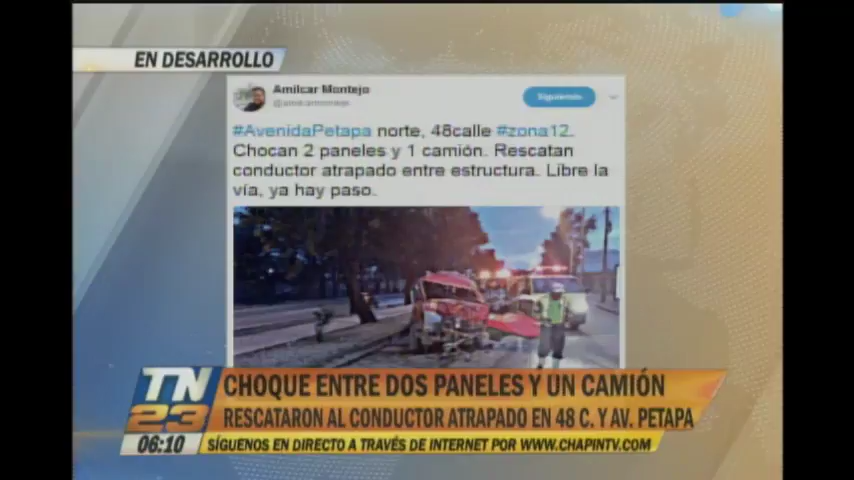 EN DESARROLLO
Amilcar Montejo
@amilcarmontejo
Siguiendo
#AvenidaPetapa norte, 48calle #zona12.
Chocan 2 paneles y 1 camión. Rescatan
conductor atrapado entre estructura. Libre la
vía, ya hay paso.
TN
23
CHOQUE ENTRE DOS PANELES Y UN CAMIÓN
RESCATARON AL CONDUCTOR ATRAPADO EN 48 C. Y AV. PETAPA
06:10
SÍGUENOS EN DIRECTO A TRAVÉS DE INTERNET POR WWW.CHAPINTV.COM